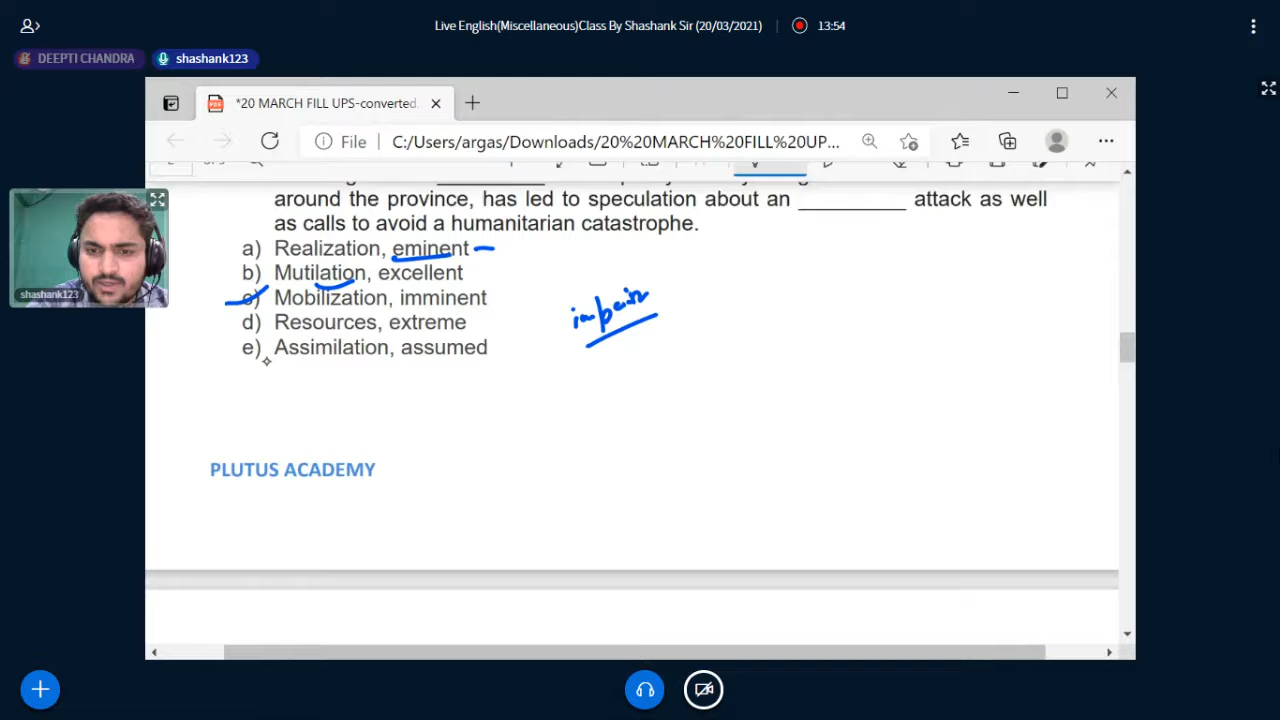 Live English(Miscellaneous)Class By Shashank Sir (20/03/2021) 13:54
DEEPTI CHANDRA shashank123
*20 MARCH FILL UPS-converted.
File C:/Users/argas/Downloads/20%20MARCH%20FILL%20UP...
around the province, has led to speculation about an _________ attack as well
as calls to avoid a humanitarian catastrophe.
a) Realization, eminent
b) Mutilation, excellent
c) Mobilization, imminent
d) Resources, extreme
e) Assimilation, assumed
impair
shashank123
PLUTUS ACADEMY